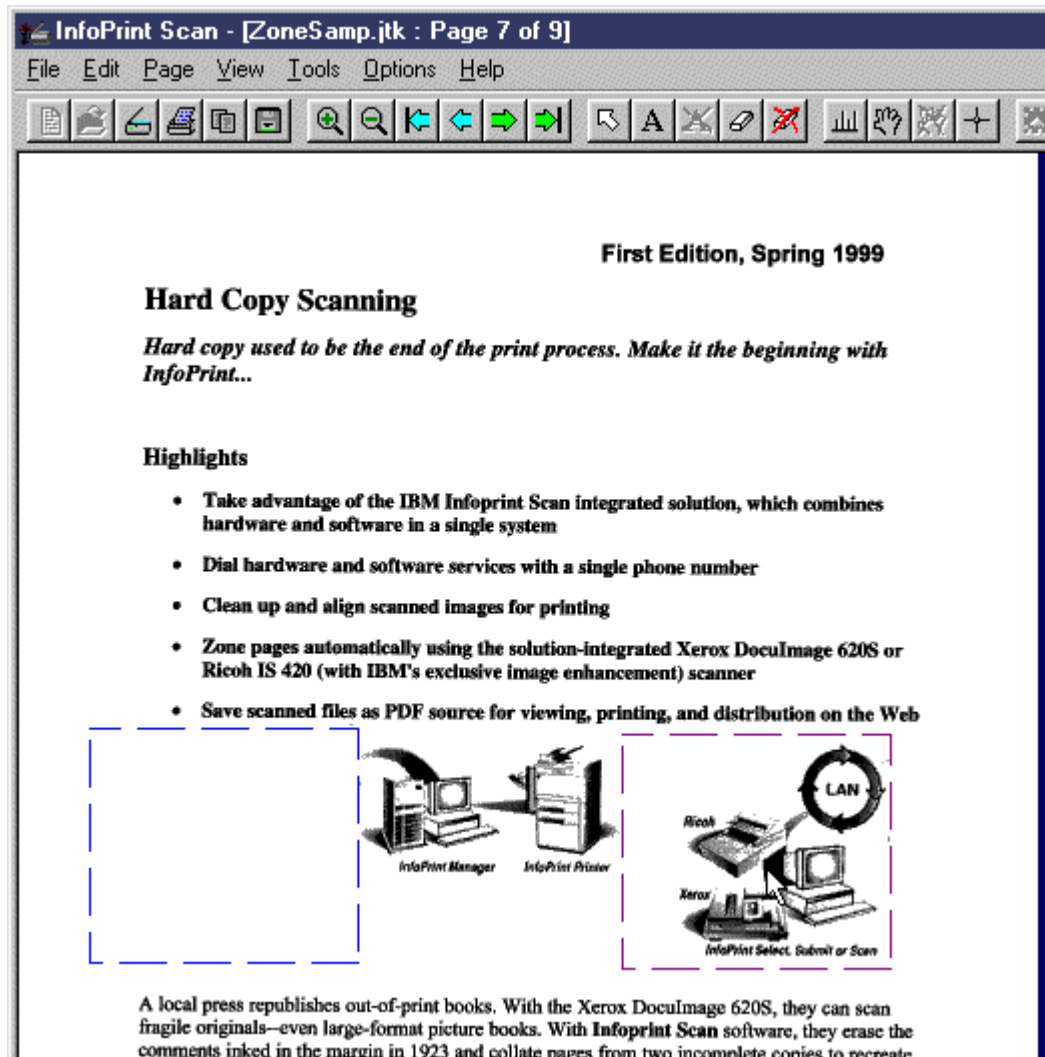 InfoPrint Scan - [ZoneSamp.jtk : Page 7 of 9]
File Edit Page View Tools Options Help
A
First Edition, Spring 1999
Hard Copy Scanning
Hard copy used to be the end of the print process. Make it the beginning with
InfoPrint...
Highlights
• Take advantage of the IBM Infoprint Scan integrated solution, which combines
hardware and software in a single system
• Dial hardware and software services with a single phone number
• Clean up and align scanned images for printing
• Zone pages automatically using the solution-integrated Xerox DocuImage 620S or
Ricoh IS 420 (with IBM's exclusive image enhancement) scanner
• Save scanned files as PDF source for viewing, printing, and distribution on the Web
LAN
Ricoh
InfoPrint Manager InfoPrint Printer
Xerox
InfoPrint Select, Submit or Scan
A local press republishes out-of-print books. With the Xerox DocuImage 620S, they can scan
fragile originals--even large-format picture books. With Infoprint Scan software, they erase the
comments inked in the margin in 1923 and collate pages from two incomplete copies to recreate